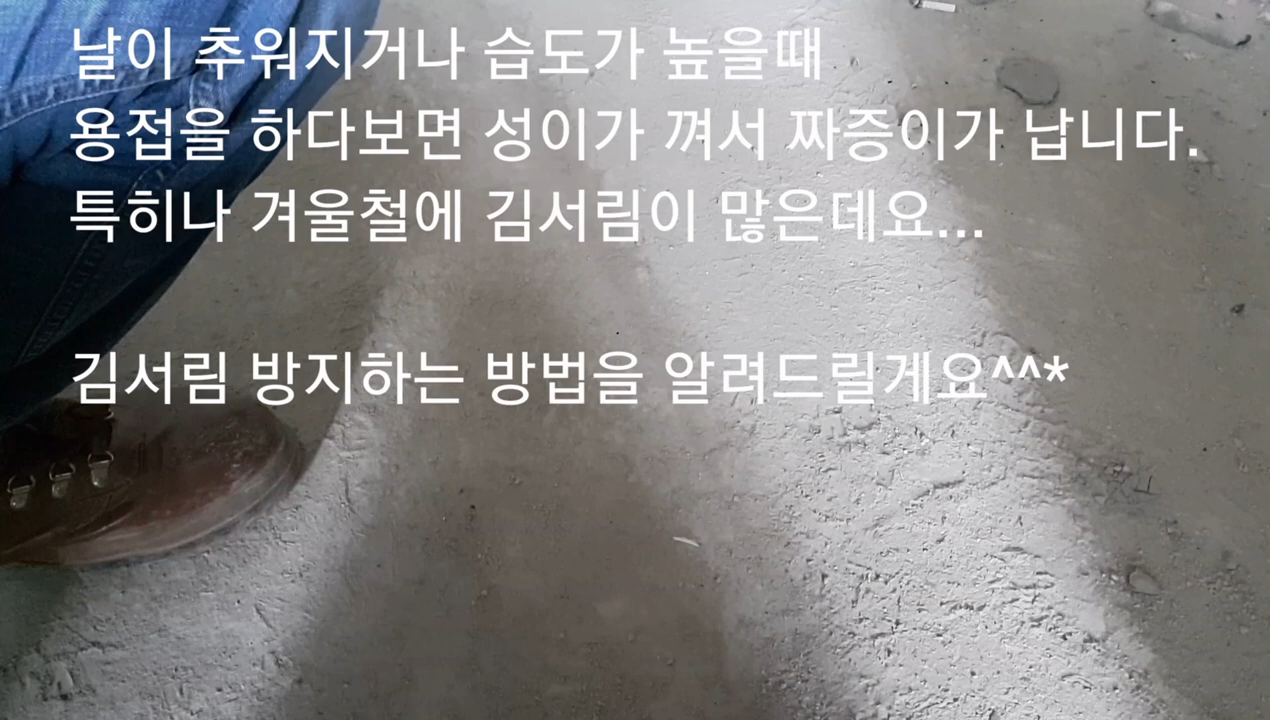 날이 추워지거나 습도가 높을때
용접을 하다보면 성이가 껴서 짜증이가 납니다.
특히나 겨울철에 김서림이 많은데요...
김서림 방지하는 방법을 알려드릴게요^^*